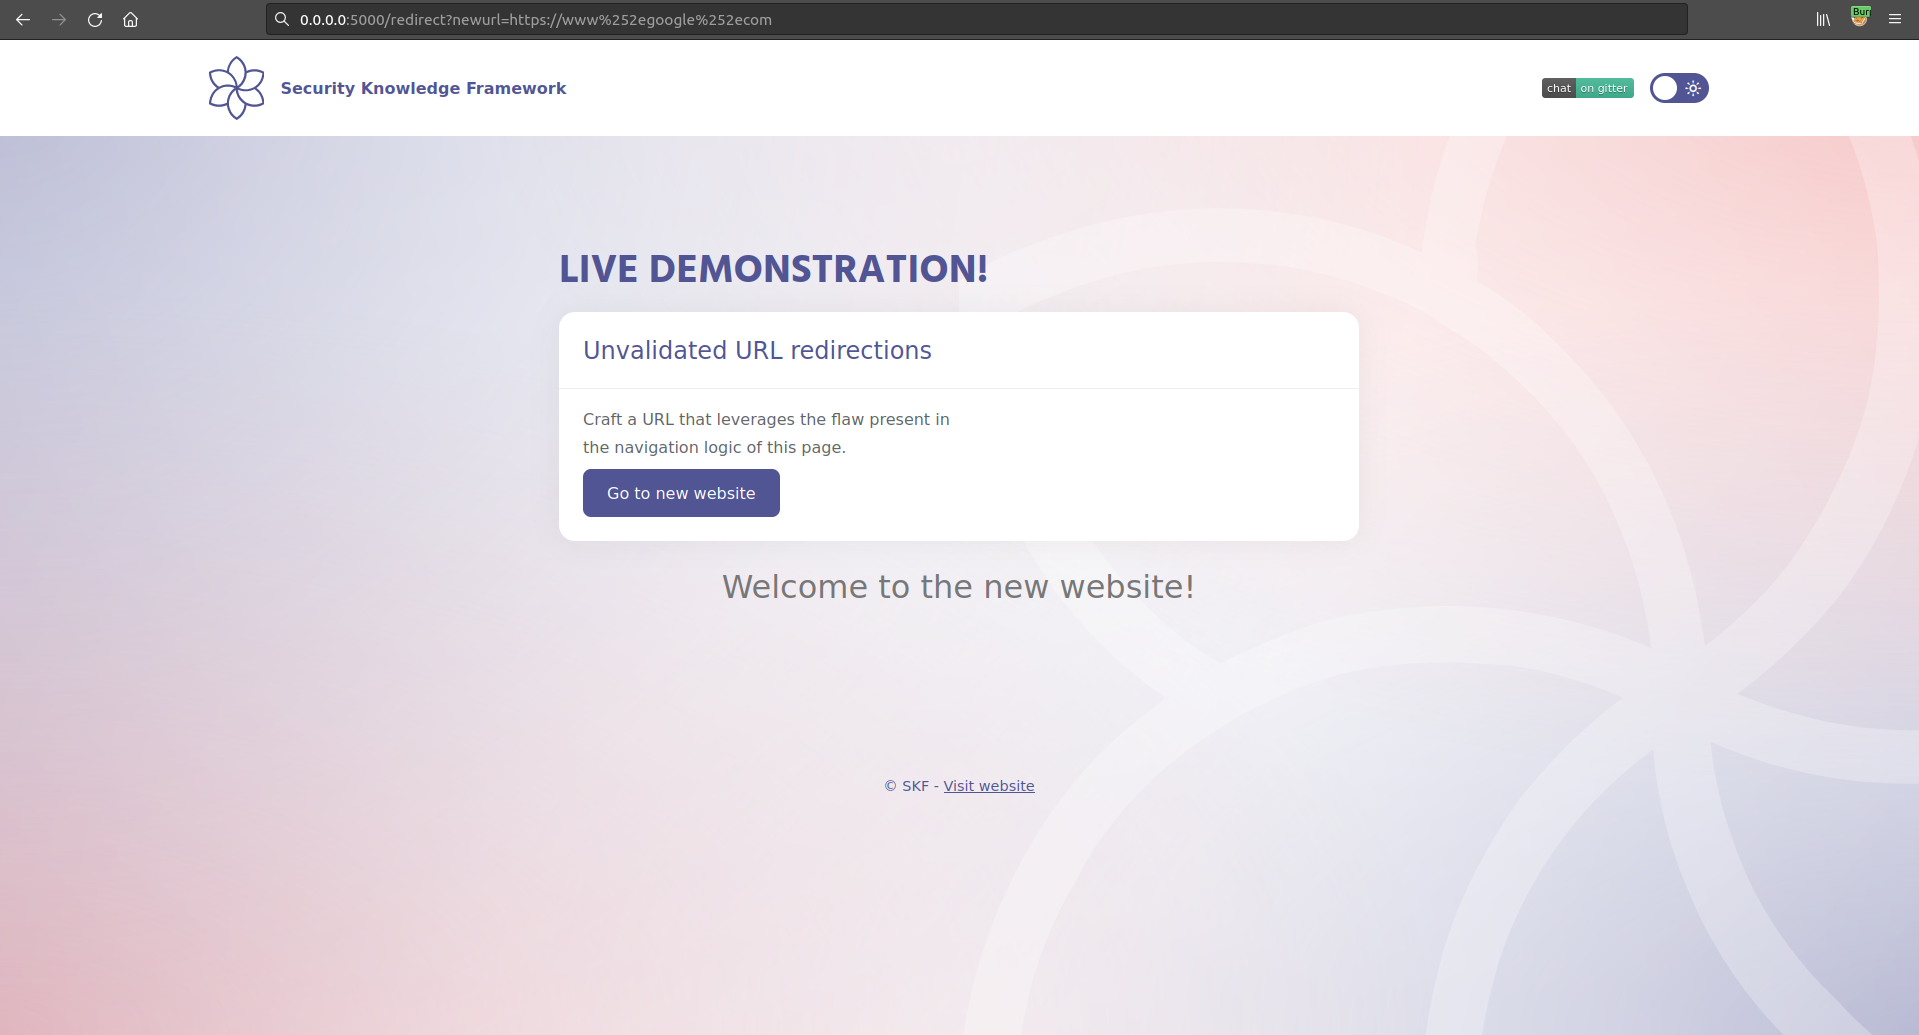 0.0.0.0:5000/redirect?newurl=https://www%252egoogle%252ecom
Bur
Security Knowledge Framework
chat on gitter
LIVE DEMONSTRATION!
Unvalidated URL redirections
Craft a URL that leverages the flaw present in
the navigation logic of this page.
Go to new website
Welcome to the new website!
© SKF - Visit website